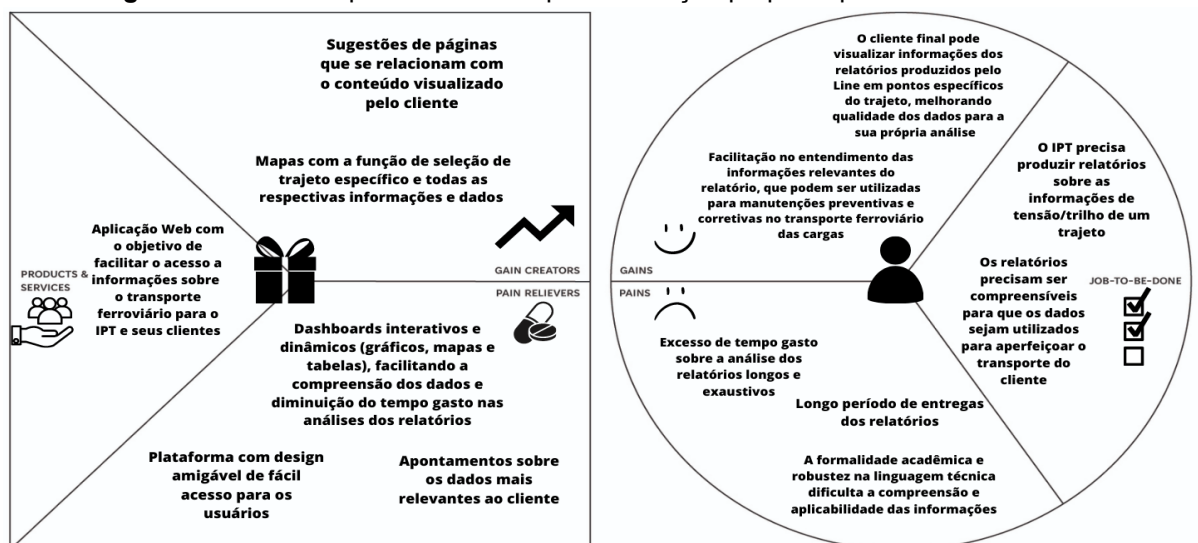 Sugestões de páginas
que se relacionam com
o conteúdo visualizado
pelo cliente
Mapas com a função de seleção de
trajeto específico e todas as
respectivas informações e dados
GAIN CREATORS
PRODUCTS &
SERVICES
Aplicação Web com
o objetivo de
facilitar o acesso a
informações sobre
o transporte
ferroviário para o
IPT e seus clientes
PAIN RELIEVERS
Dashboards interativos e
dinâmicos (gráficos, mapas e
tabelas), facilitando a
compreensão dos dados e
diminuição do tempo gasto nas
análises dos relatórios
Plataforma com design
amigável de fácil
acesso para os
usuários
Apontamentos sobre
os dados mais
relevantes ao cliente
O cliente final pode
visualizar informações dos
relatórios produzidos pelo
Line em pontos específicos
do trajeto, melhorando
qualidade dos dados para a
sua própria análise
Facilitação no entendimento das
informações relevantes do
relatório, que podem ser utilizadas
para manutenções preventivas e
corretivas no transporte ferroviário
das cargas
GAINS
PAINS
Excesso de tempo gasto
sobre a análise dos
relatórios longos e
exaustivos
Longo período de entregas
dos relatórios
A formalidade acadêmica e
robustez na linguagem técnica
dificulta a compreensão e
aplicabilidade das informações
O IPT precisa
produzir relatórios
sobre as
informações de
tensão/trilho de um
trajeto
Os relatórios
precisam ser
compreensíveis
para que os dados
sejam utilizados
para aperfeiçoar o
transporte do
cliente
JOB-TO-BE-DONE